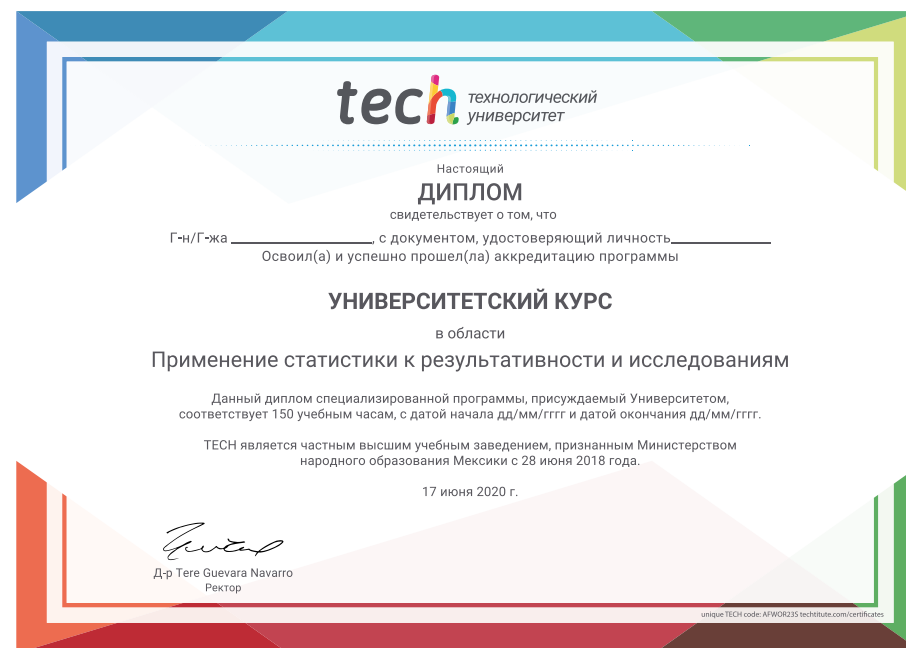 tech технологический
университет
Настоящий
ДИПЛОМ
свидетельствует о том, что
Г-н/Г-жа ________________, с документом, удостоверяющий личность____________
Освоил(а) и успешно прошел(ла) аккредитацию программы
УНИВЕРСИТЕТСКИЙ КУРС
в области
Применение статистики к результативности и исследованиям
Данный диплом специализированной программы, присуждаемый Университетом,
соответствует 150 учебным часам, с датой начала дд/мм/гггг и датой окончания дд/мм/гггг.
TECH является частным высшим учебным заведением, признанным Министерством
народного образования Мексики с 28 июня 2018 года.
17 июня 2020 г.
Д-р Tere Guevara Navarro
Ректор
unique TECH code: AFWOR23S techtitute.com/certificates